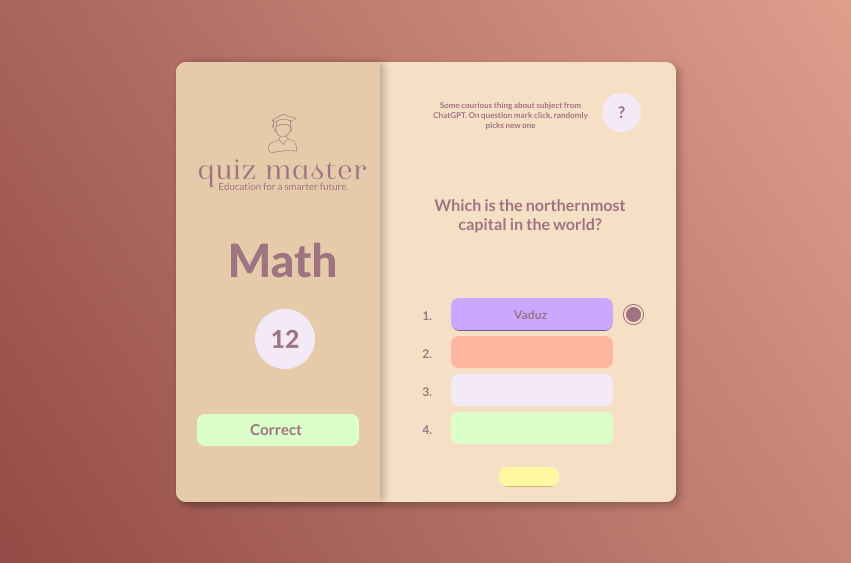 quiz master
Education for a smarter future.
Math
12
Correct
Some courious thing about subject from
ChatGPT. On question mark click, randomly
picks new one
?
Which is the northernmost
capital in the world?
1.
Vaduz
2.
3.
4.